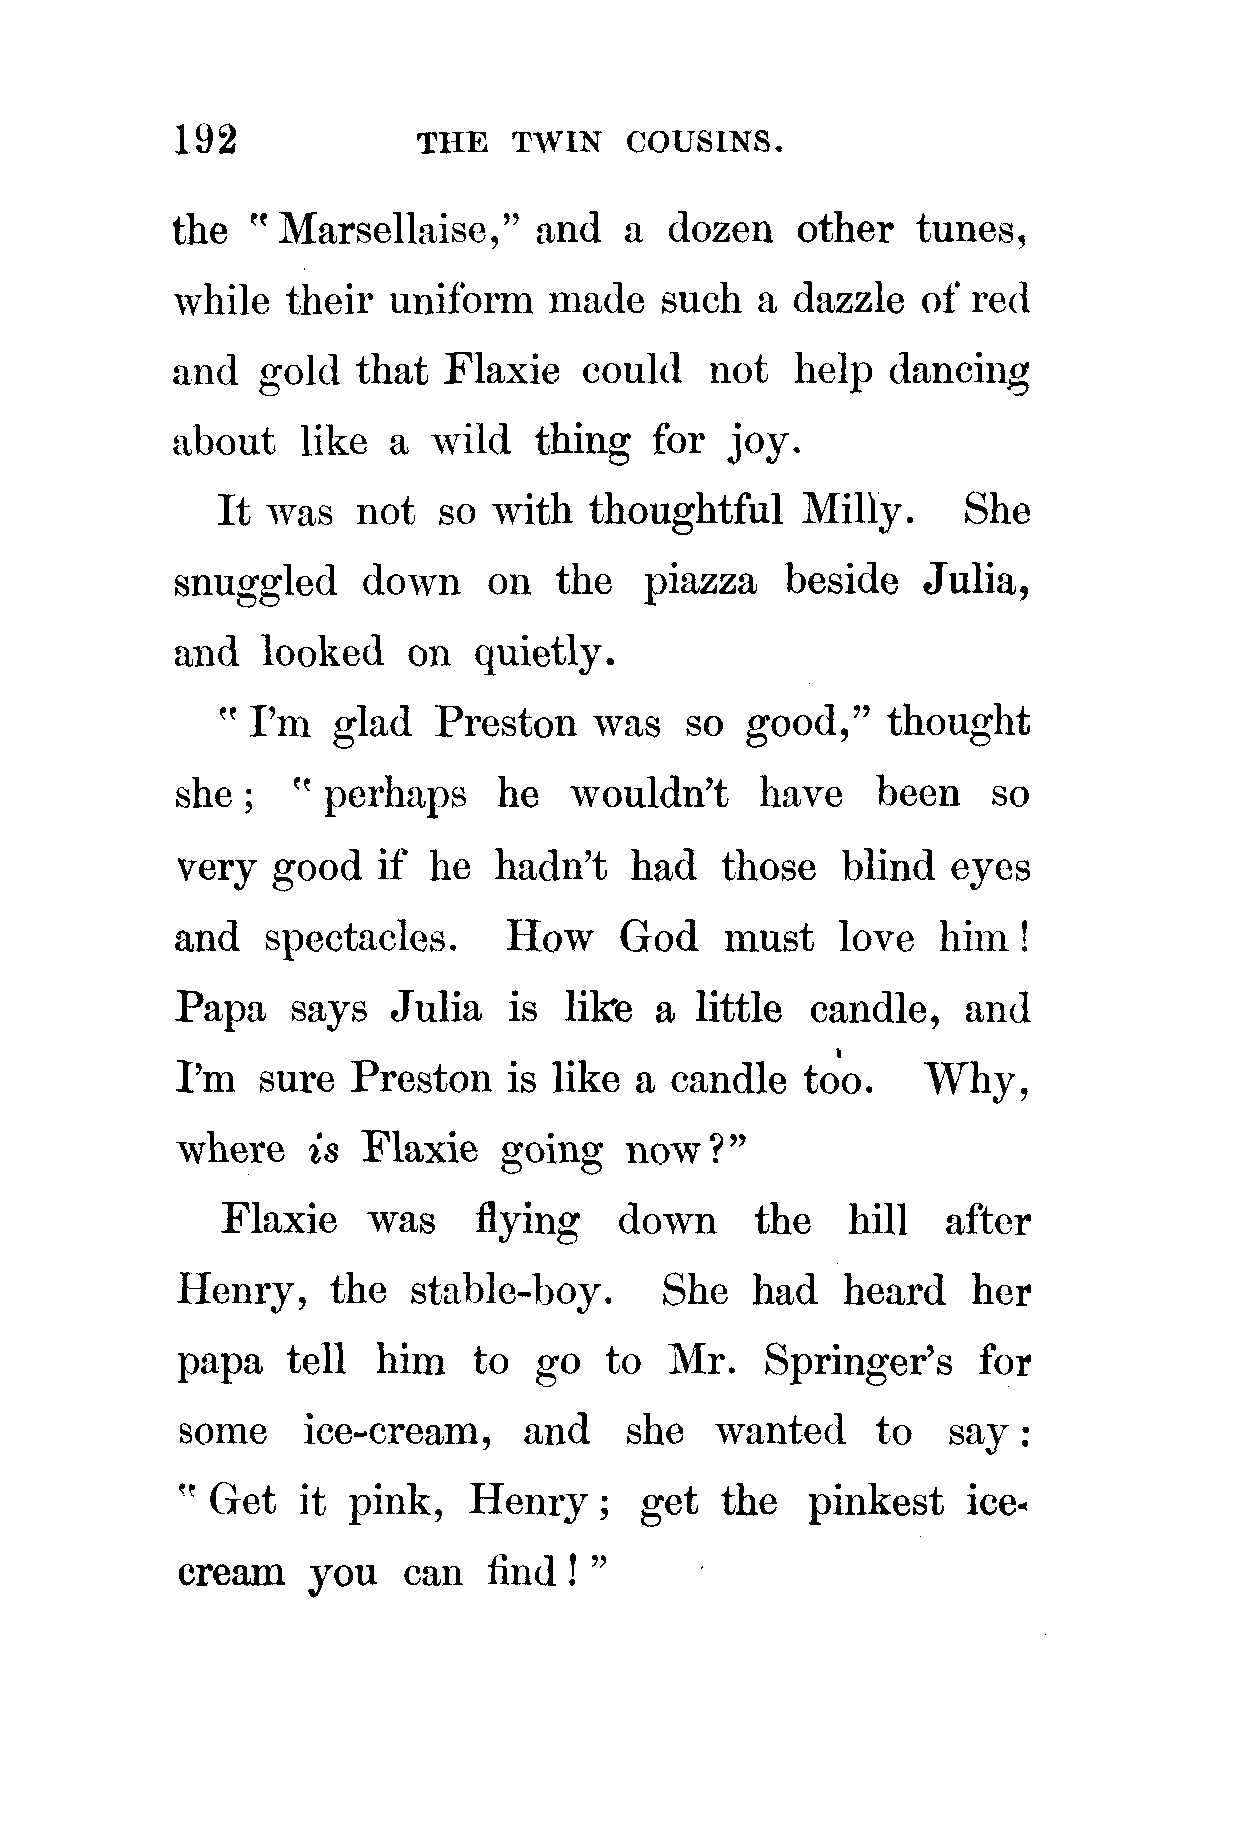 192 THE TWIN COUSINS.
the "Marsellaise," and a dozen other tunes,
while their uniform made such a dazzle of red
and gold that Flaxie could not help dancing
about like a wild thing for joy.
It was not so with thoughtful Milly. She
snuggled down on the piazza beside Julia,
and looked on quietly.
"I'm glad Preston was so good," thought
she; "perhaps he wouldn't have been so
very good if he hadn't had those blind eyes
and spectacles. How God must love him!
Papa says Julia is like a little candle, and
I'm sure Preston is like a candle too. Why,
where is Flaxie going now?"
Flaxie was flying down the hill after
Henry, the stable-boy. She had heard her
papa tell him to go to Mr. Springer's for
some ice-cream, and she wanted to say:
"Get it pink, Henry; get the pinkest ice-
cream you can find!"